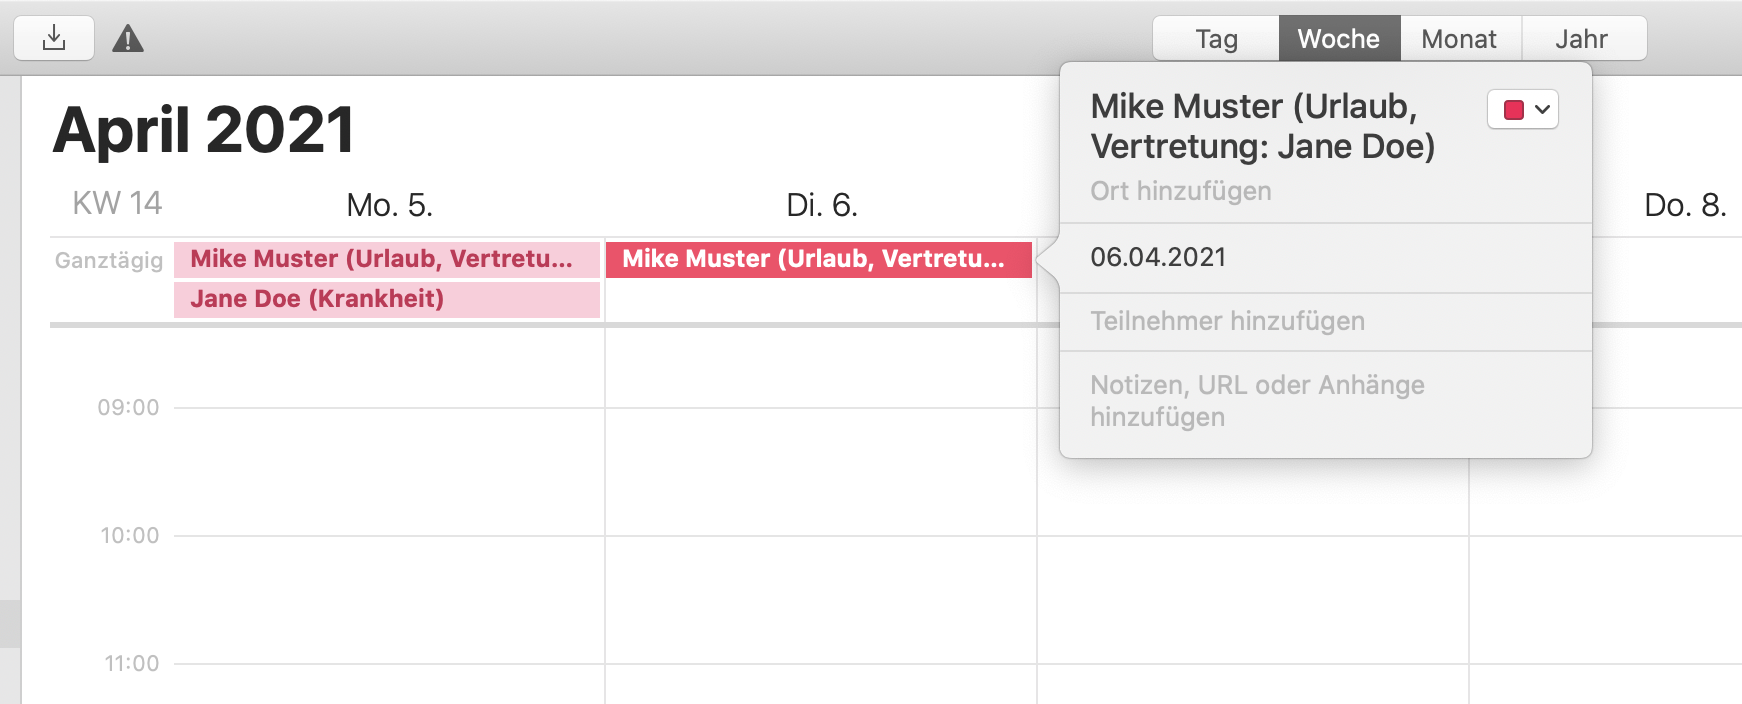 Tag Woche Monat Jahr
April 2021
KW 14 Mo. 5. Di. 6. Do. 8.
Ganztägig
Mike Muster (Urlaub, Vertretu...
Jane Doe (Krankheit)
Mike Muster (Urlaub, Vertretu...
Mike Muster (Urlaub,
Vertretung: Jane Doe)
Ort hinzufügen
06.04.2021
Teilnehmer hinzufügen
Notizen, URL oder Anhänge
hinzufügen
09:00
10:00
11:00